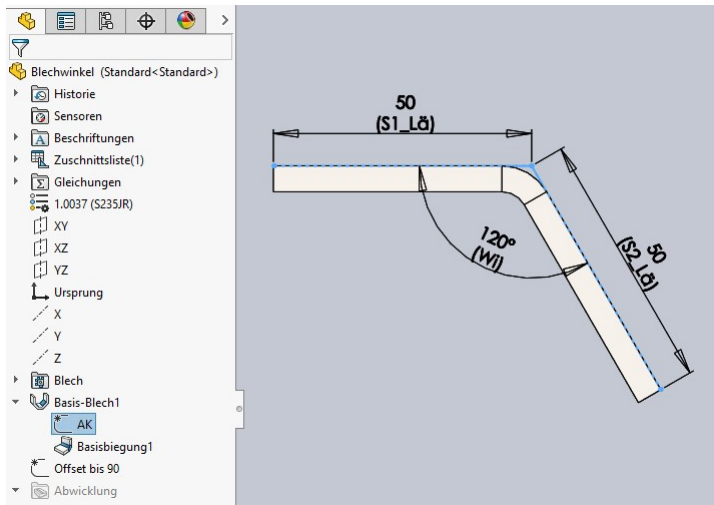 Blechwinkel (Standard<Standard>)
Historie
Sensoren
Beschriftungen
Zuschnittsliste(1)
Gleichungen
1.0037 (S235JR)
XY
XZ
YZ
Ursprung
X
Y
Z
Blech
Basis-Blech1
AK
Basisbiegung1
Offset bis 90
Abwicklung
50
(S1_Lä)
120°
(Wi)
50
(S2_Lä)